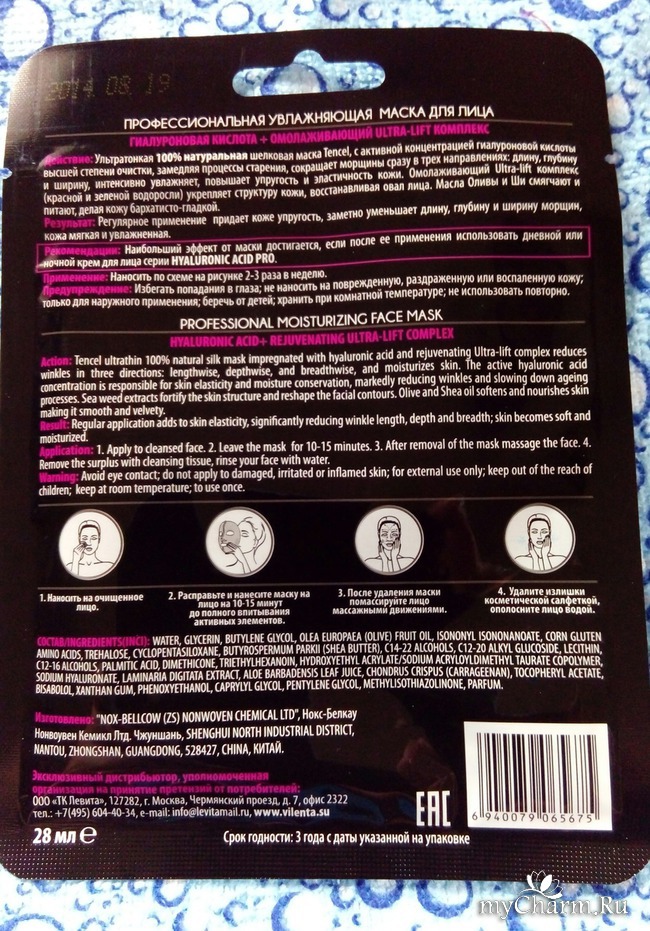 2014 08 19
ПРОФЕССИОНАЛЬНАЯ УВЛАЖНЯЮЩАЯ МАСКА ДЛЯ ЛИЦА
ГИАЛУРОНОВАЯ КИСЛОТА + ОМОЛАЖИВАЮЩИЙ ULTRA-LIFT КОМПЛЕКС
Действие: Ультратонкая 100% натуральная шелковая маска Tencel, с активной концентрацией гиалуроновой кислоты
высшей степени очистки, замедляя процессы старения, сокращает морщины сразу в трех направлениях: длину, глубину
и ширину, интенсивно увлажняет, повышает упругость и эластичность кожи. Омолаживающий Ultra-lift комплекс
(красной и зеленой водоросли) укрепляет структуру кожи, восстанавливая овал лица. Масла Оливы и Ши смягчают и
питают, делая кожу бархатисто-гладкой.
Результат: Регулярное применение придает коже упругость, заметно уменьшает длину, глубину и ширину морщин,
кожа мягкая и увлажненная.
Рекомендации: Наибольший эффект от маски достигается, если после ее применения использовать дневной или
ночной крем для лица серии HYALURONIC ACID PRO.
Применение: Наносить по схеме на рисунке 2-3 раза в неделю.
Предупреждение: Избегать попадания в глаза; не наносить на поврежденную, раздраженную или воспаленную кожу;
только для наружного применения; беречь от детей; хранить при комнатной температуре; не использовать повторно.
PROFESSIONAL MOISTURIZING FACE MASK
HYALURONIC ACID+ REJUVENATING ULTRA-LIFT COMPLEX
Action: Tencel ultrathin 100% natural silk mask impregnated with hyaluronic acid and rejuvenating Ultra-lift complex reduces
winkles in three directions: lengthwise, depthwise, and breadthwise, and moisturizes skin. The active hyaluronic acid
concentration is responsible for skin elasticity and moisture conservation, markedly reducing winkles and slowing down ageing
processes. Sea weed extracts fortify the skin structure and reshape the facial contours. Olive and Shea oil softens and nourishes skin
making it smooth and velvety.
Result: Regular application adds to skin elasticity, significantly reducing winkle length, depth and breadth; skin becomes soft and
moisturized.
Application: 1. Apply to cleansed face. 2. Leave the mask for 10-15 minutes. 3. After removal of the mask massage the face. 4.
Remove the surplus with cleansing tissue, rinse your face with water.
Warning: Avoid eye contact; do not apply to damaged, irritated or inflamed skin; for external use only; keep out of the reach of
children; keep at room temperature; to use once.
1. Наносить на очищенное
лицо.
2. Расправьте и нанесите маску на
лицо на 10-15 минут
до полного впитывания
активных элементов.
3. После удаления маски
помассируйте лицо
массажными движениями.
4. Удалите излишки
косметической салфеткой,
ополосните лицо водой.
СОСТАВ/INGREDIENTS(INCI): WATER, GLYCERIN, BUTYLENE GLYCOL, OLEA EUROPAEA (OLIVE) FRUIT OIL, ISONONYL ISONONANOATE, CORN GLUTEN
AMINO ACIDS, TREHALOSE, CYCLOPENTASILOXANE, BUTYROSPERMUM PARKII (SHEA BUTTER), C14-22 ALCOHOLS, C12-20 ALKYL GLUCOSIDE, LECITHIN,
C12-16 ALCOHOLS, PALMITIC ACID, DIMETHICONE, TRIETHYLHEXANOIN, HYDROXYETHYL ACRYLATE/SODIUM ACRYLOYLDIMETHYL TAURATE COPOLYMER,
SODIUM HYALURONATE, LAMINARIA DIGITATA EXTRACT, ALOE BARBADENSIS LEAF JUICE, CHONDRUS CRISPUS (CARRAGEENAN), TOCOPHERYL ACETATE,
BISABOLOL, XANTHAN GUM, PHENOXYETHANOL, CAPRYLYL GLYCOL, PENTYLENE GLYCOL, METHYLISOTHIAZOLINONE, PARFUM.
Изготовлено: "NOX-BELLCOW (ZS) NONWOVEN CHEMICAL LTD", Нокс-Белкау
Нонвоувен Кемикл Лтд. Чжуншань, SHENGHUI NORTH INDUSTRIAL DISTRICT,
NANTOU, ZHONGSHAN, GUANGDONG, 528427, CHINA, КИТАЙ.
Эксклюзивный дистрибьютор, уполномоченная
организация на принятие претензий от потребителей:
ООО «ТК Левита», 127282, г. Москва, Чермянский проезд, д. 7, офис 2322
тел.: +7(495) 604-40-34, e-mail: info@levitamail.ru, www.vilenta.su
28 мл e
EAC
Срок годности: 3 года с даты указанной на упаковке
6 940079 065675
myCharm.Ru